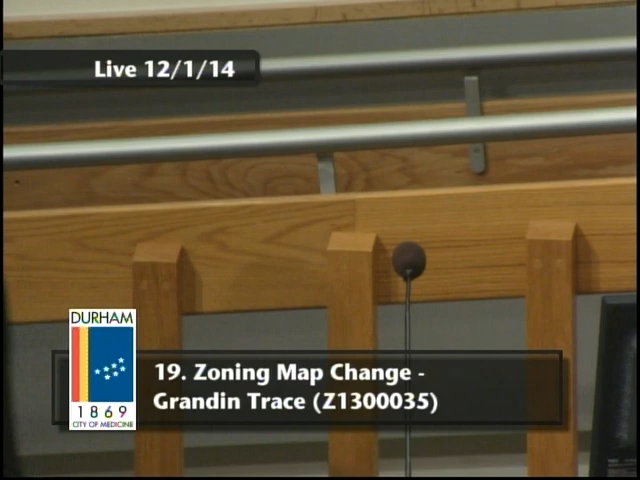 Live 12/1/14
DURHAM
1869
CITY OF MEDICINE
19. Zoning Map Change -
Grandin Trace (Z1300035)